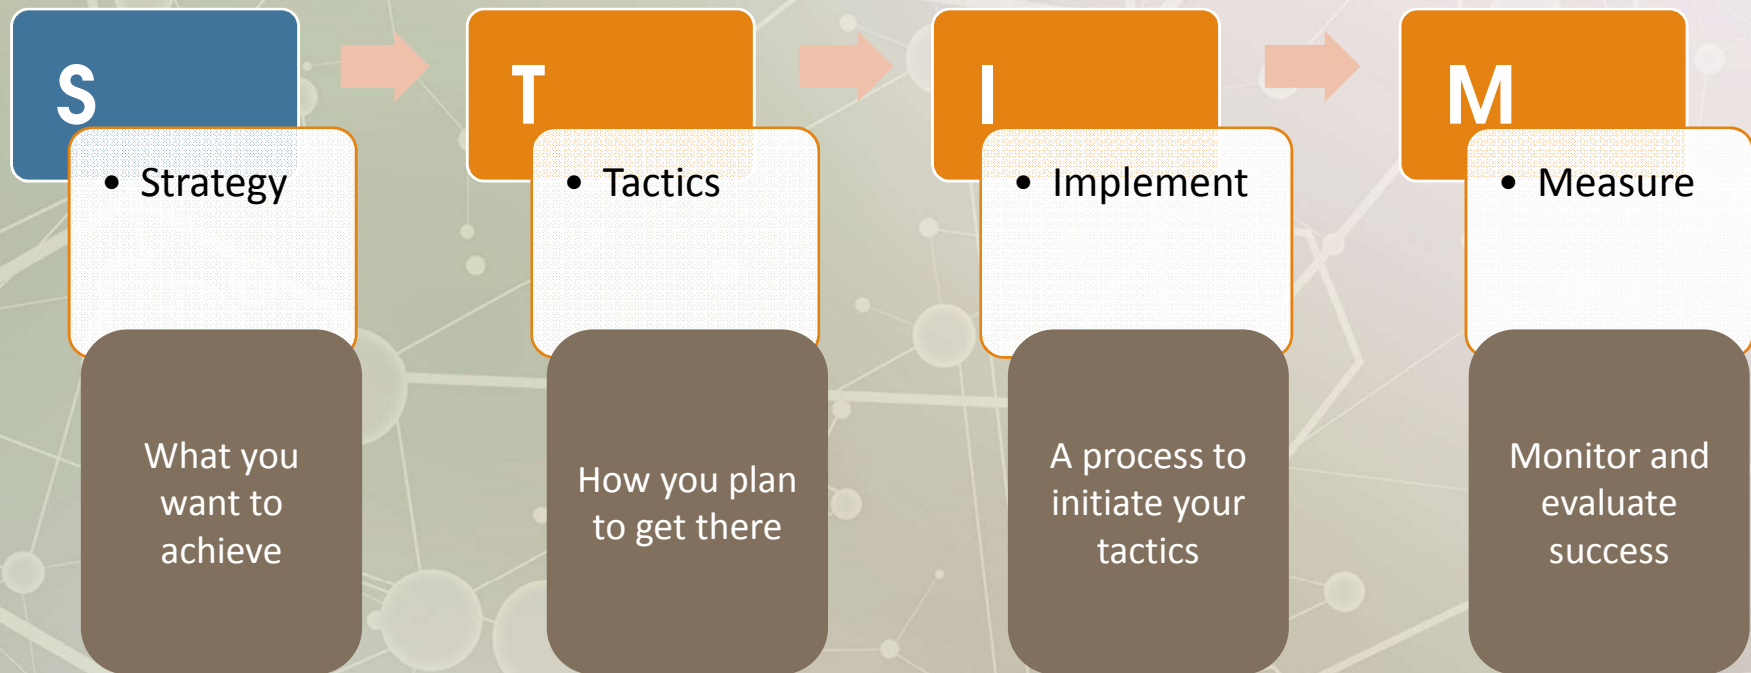 S
• Strategy
What you
want to
achieve
T
• Tactics
How you plan
to get there
I
• Implement
A process to
initiate your
tactics
M
• Measure
Monitor and
evaluate
success